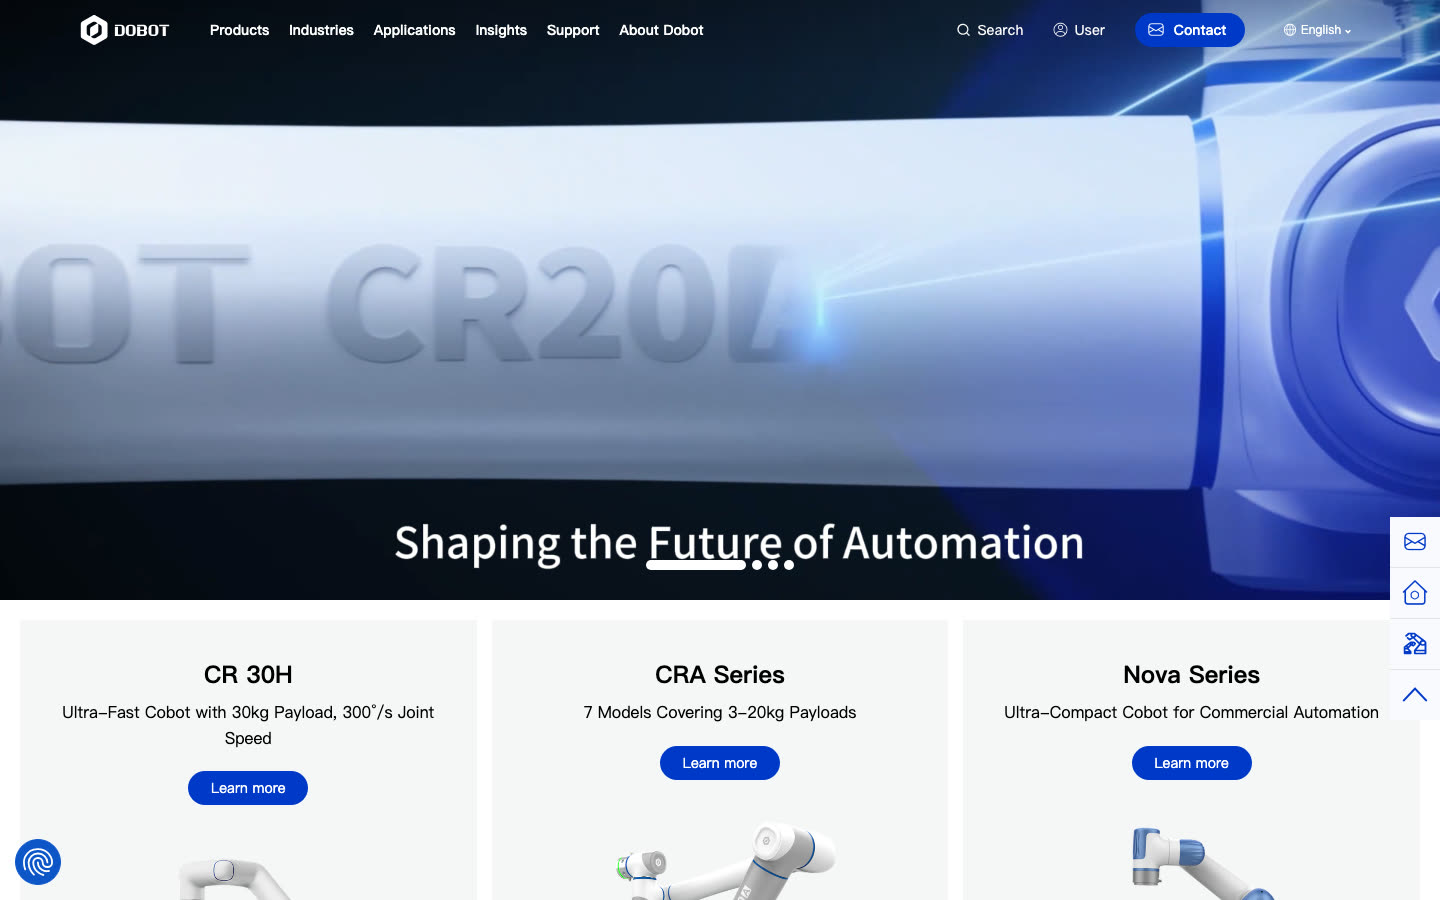 DOBOT
Products Industries Applications Insights Support About Dobot
Search User Contact English
BOT CR20A
Shaping the Future of Automation
CR 30H
Ultra-Fast Cobot with 30kg Payload, 300°/s Joint
Speed
Learn more
CRA Series
7 Models Covering 3-20kg Payloads
Learn more
Nova Series
Ultra-Compact Cobot for Commercial Automation
Learn more